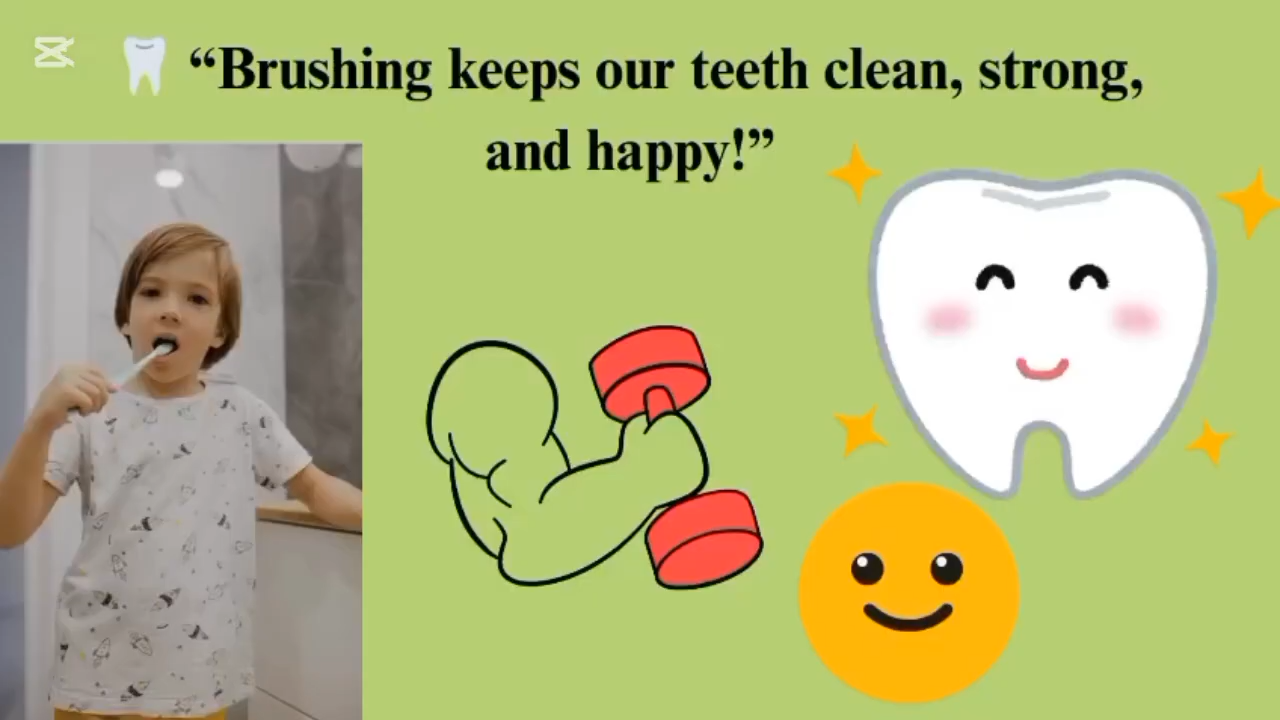 🦷 “Brushing keeps our teeth clean, strong,
and happy!”